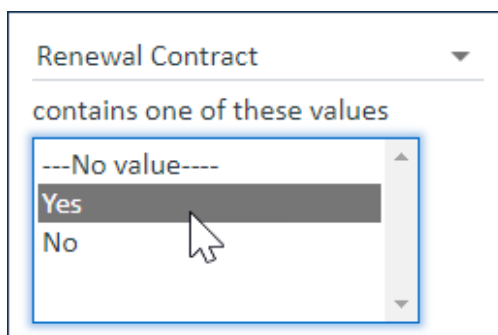 Renewal Contract
contains one of these values
---No value----
Yes
No